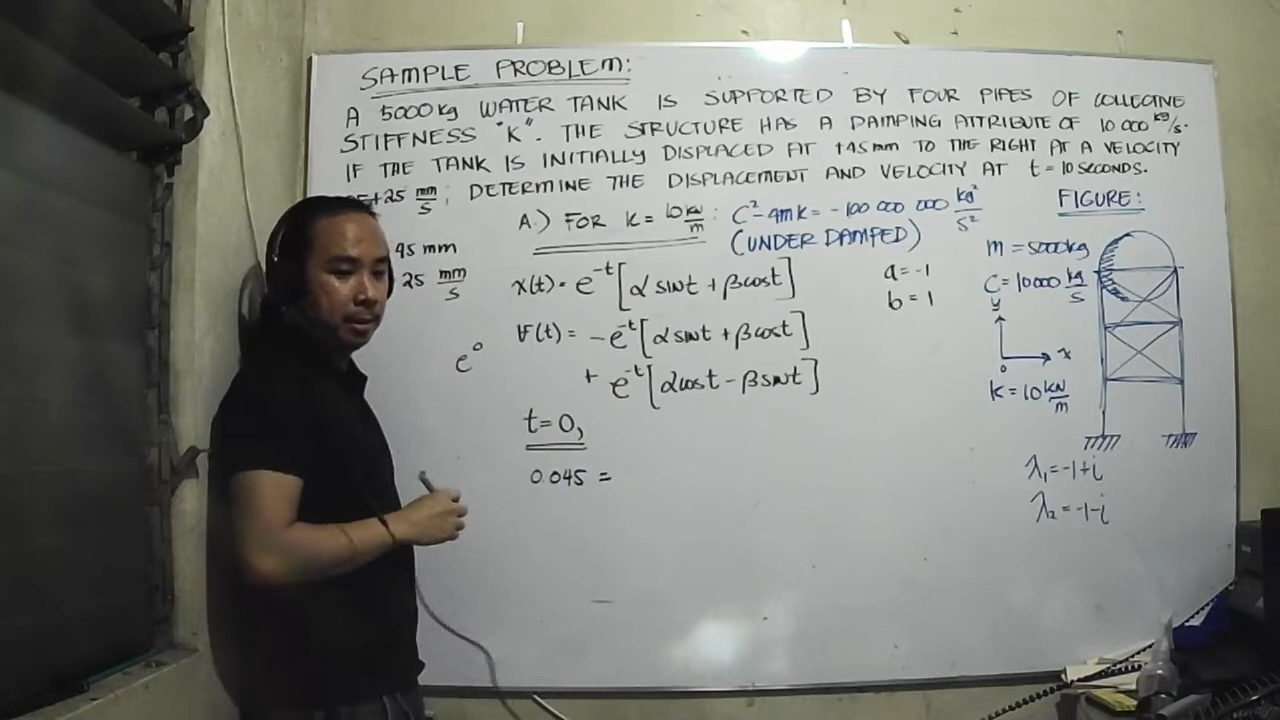 SAMPLE PROBLEM:
A 5000 kg WATER TANK IS SUPPORTED BY FOUR PIPES OF COLLECTIVE
STIFFNESS "K". THE STRUCTURE HAS A DAMPING ATTRIBUTE OF 10 000 kg/s.
IF THE TANK IS INITIALLY DISPLACED AT +45 mm TO THE RIGHT AT A VELOCITY
+25 mm/s; DETERMINE THE DISPLACEMENT AND VELOCITY AT t = 10 SECONDS.
A.) FOR K = 10 kN/m : C² - 4mk = -100 000 000 kg²/s²
(UNDER DAMPED)
45 mm
25 mm/s
x(t) = e^-t [α sin t + β cos t]
a = -1
b = 1
V(t) = -e^-t [α sin t + β cos t]
+ e^-t [α cos t - β sin t]
e⁰
t = 0,
0.045 =
FIGURE:
m = 5000 kg
C = 10000 kg/s
y
x
0
K = 10 kN/m
λ₁ = -1+i
λ₂ = -1-i